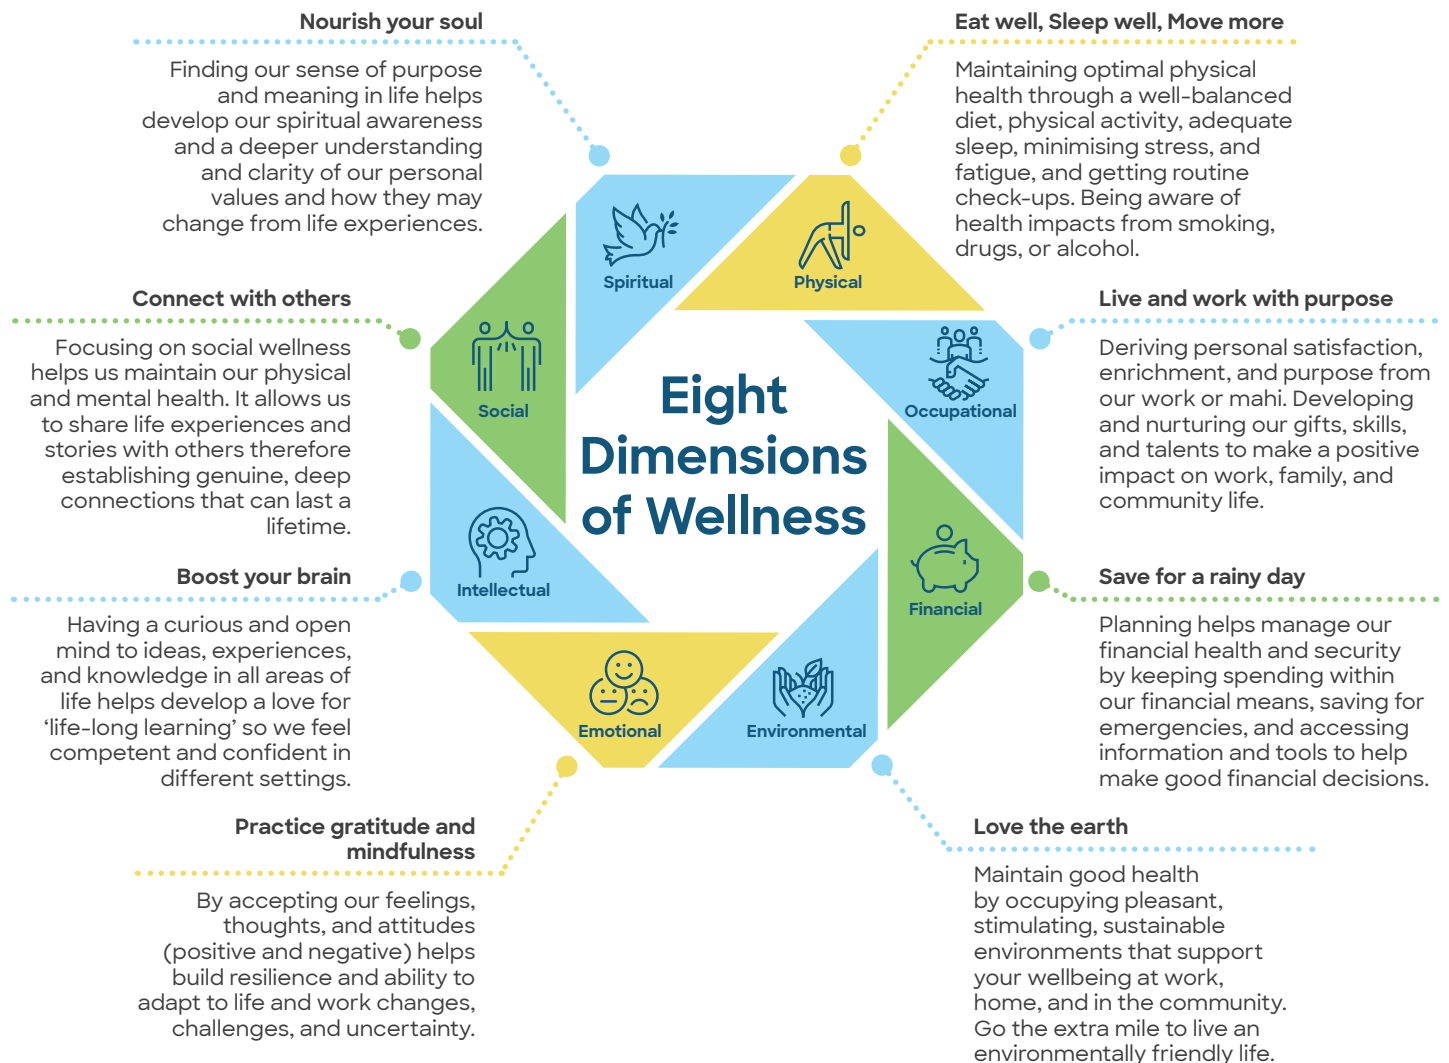 Nourish your soul
Finding our sense of purpose
and meaning in life helps
develop our spiritual awareness
and a deeper understanding
and clarity of our personal
values and how they may
change from life experiences.
Eat well, Sleep well, Move more
Maintaining optimal physical
health through a well-balanced
diet, physical activity, adequate
sleep, minimising stress, and
fatigue, and getting routine
check-ups. Being aware of
health impacts from smoking,
drugs, or alcohol.
Connect with others
Focusing on social wellness
helps us maintain our physical
and mental health. It allows us
to share life experiences and
stories with others therefore
establishing genuine, deep
connections that can last a
lifetime.
Live and work with purpose
Deriving personal satisfaction,
enrichment, and purpose from
our work or mahi. Developing
and nurturing our gifts, skills,
and talents to make a positive
impact on work, family, and
community life.
Spiritual
Physical
Social
Occupational
Eight
Dimensions
of Wellness
Intellectual
Financial
Emotional
Environmental
Boost your brain
Having a curious and open
mind to ideas, experiences,
and knowledge in all areas of
life helps develop a love for
‘life-long learning’ so we feel
competent and confident in
different settings.
Save for a rainy day
Planning helps manage our
financial health and security
by keeping spending within
our financial means, saving for
emergencies, and accessing
information and tools to help
make good financial decisions.
Practice gratitude and
mindfulness
By accepting our feelings,
thoughts, and attitudes
(positive and negative) helps
build resilience and ability to
adapt to life and work changes,
challenges, and uncertainty.
Love the earth
Maintain good health
by occupying pleasant,
stimulating, sustainable
environments that support
your wellbeing at work,
home, and in the community.
Go the extra mile to live an
environmentally friendly life.